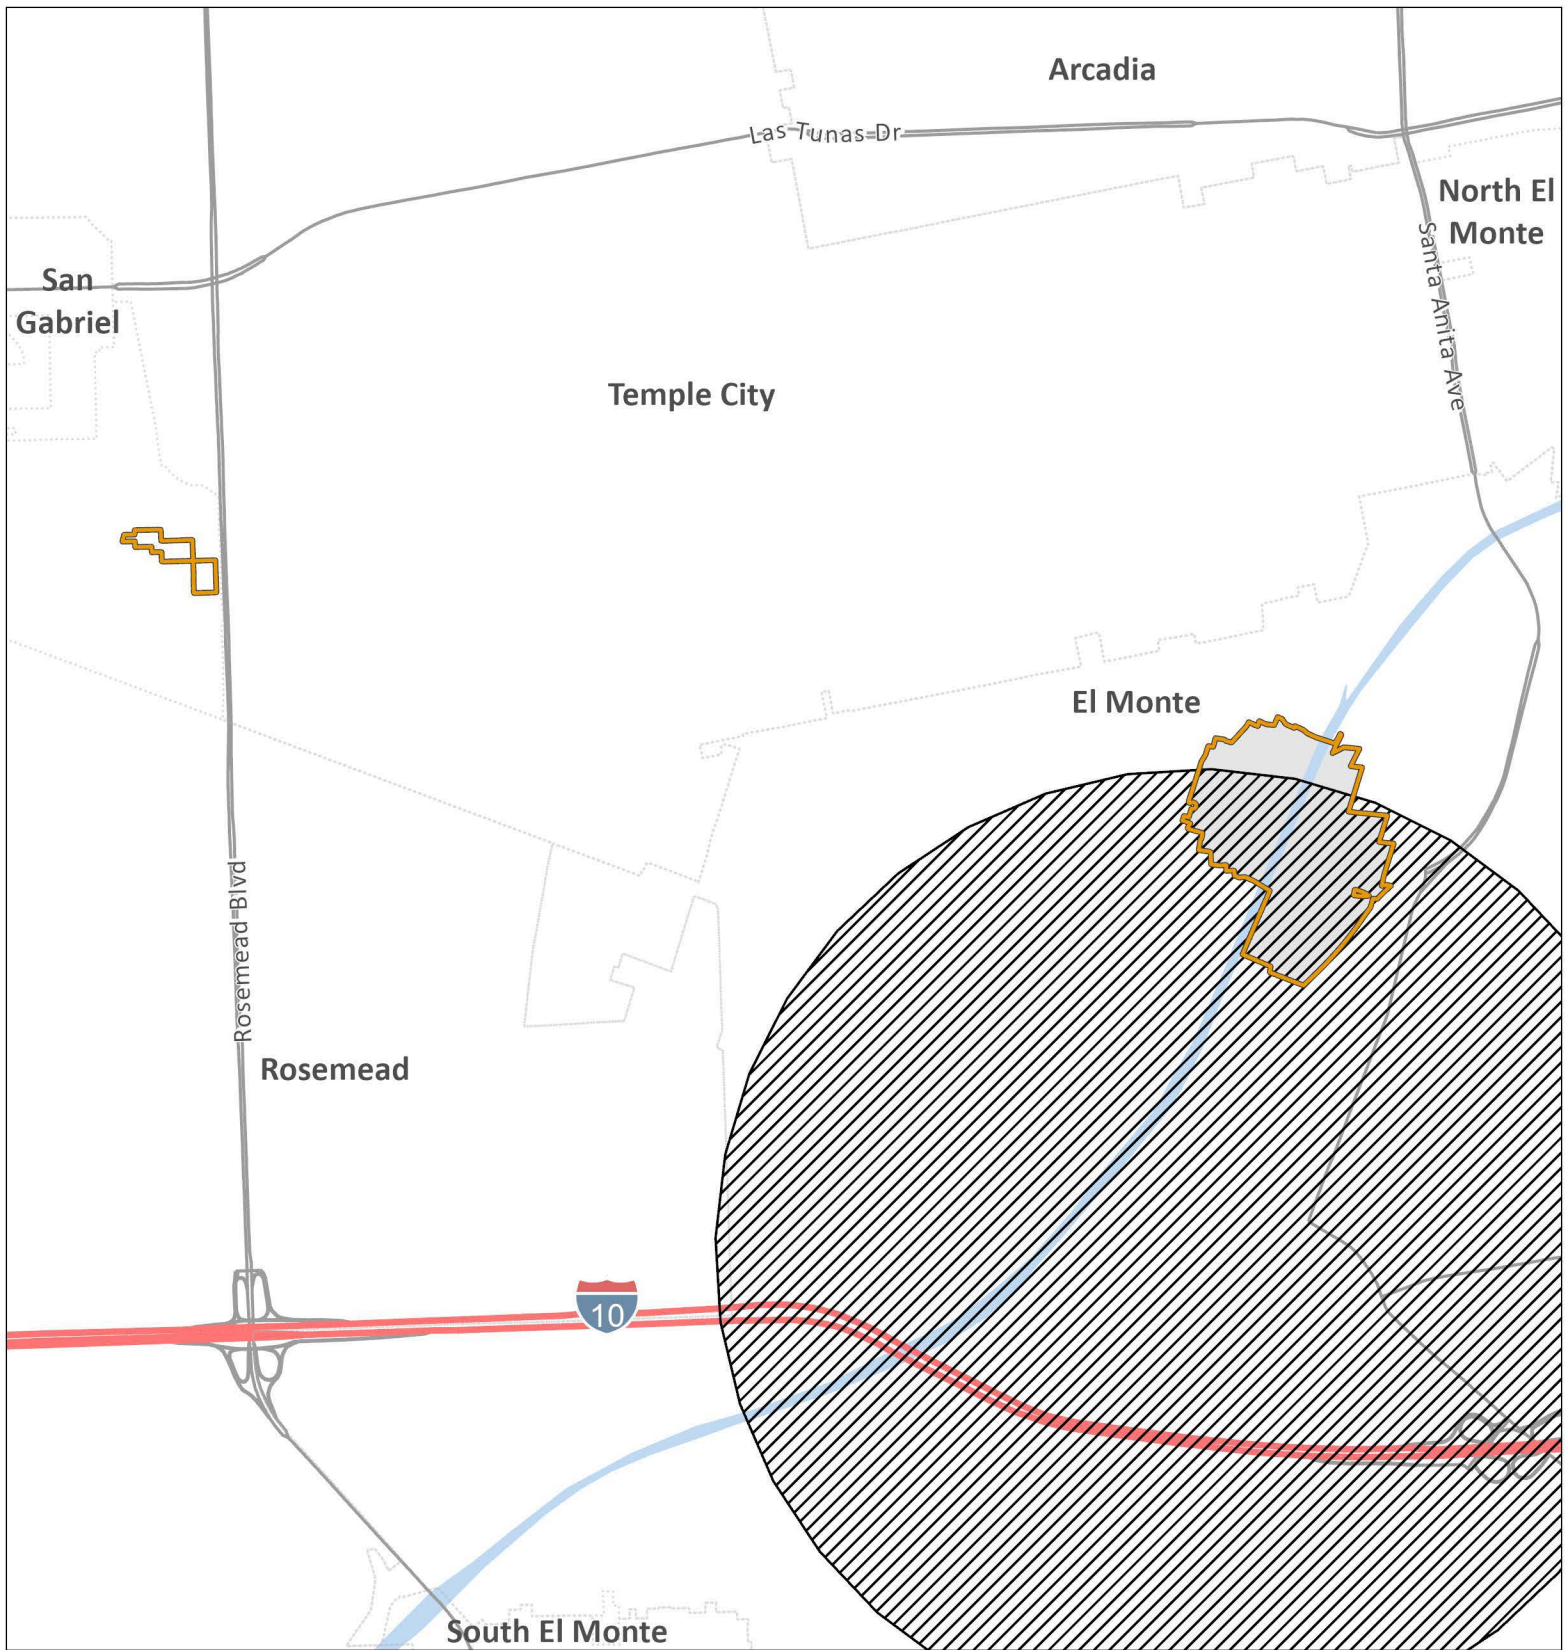 Arcadia
Las Tunas Dr
North El
Monte
Santa Anita Ave
San
Gabriel
Temple City
El Monte
Rosemead Blvd
Rosemead
10
South El Monte